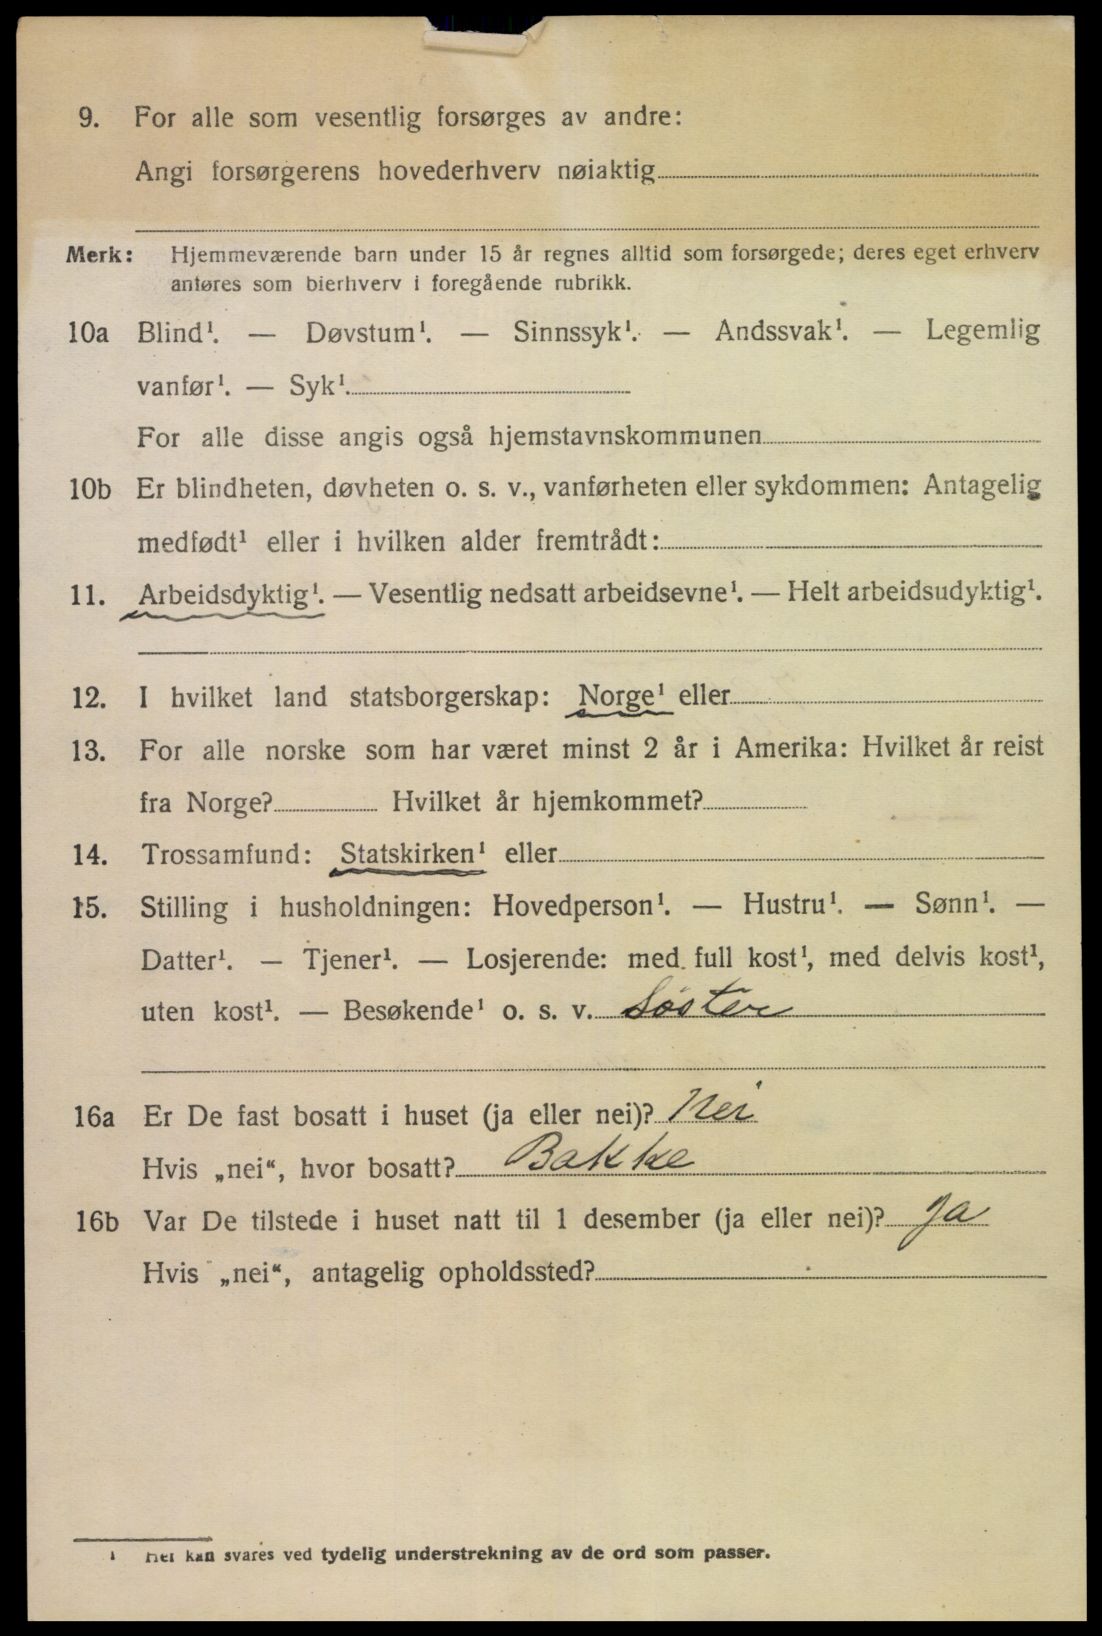 9. For alle som vesentlig forsørges av andre:
Angi forsørgerens hovederhverv nøiaktig
Merk: Hjemmeværende barn under 15 år regnes alltid som forsørgede; deres eget erhverv
anføres som bierhverv i foregående rubrikk.
10a Blind¹. — Døvstum¹. — Sinnssyk¹. — Andssvak¹. — Legemlig
vanfør¹. — Syk¹.
For alle disse angis også hjemstavnskommunen
10b Er blindheten, døvheten o. s. v., vanførheten eller sykdommen: Antagelig
medfødt¹ eller i hvilken alder fremtrådt:
11. Arbeidsdyktig¹. — Vesentlig nedsatt arbeidsevne¹. — Helt arbeidsudyktig¹.
12. I hvilket land statsborgerskap: Norge¹ eller
13. For alle norske som har været minst 2 år i Amerika: Hvilket år reist
fra Norge? Hvilket år hjemkommet?
14. Trossamfund: Statskirken¹ eller
15. Stilling i husholdningen: Hovedperson¹. — Hustru¹. — Sønn¹. —
Datter¹. — Tjener¹. — Losjerende: med full kost¹, med delvis kost¹,
uten kost¹. — Besøkende¹ o. s. v. Söster
16a Er De fast bosatt i huset (ja eller nei)? Nei
Hvis „nei“, hvor bosatt? Bakke
16b Var De tilstede i huset natt til 1 desember (ja eller nei)? Ja
Hvis „nei“, antagelig opholdssted?
¹ Her kan svares ved tydelig understrekning av de ord som passer.